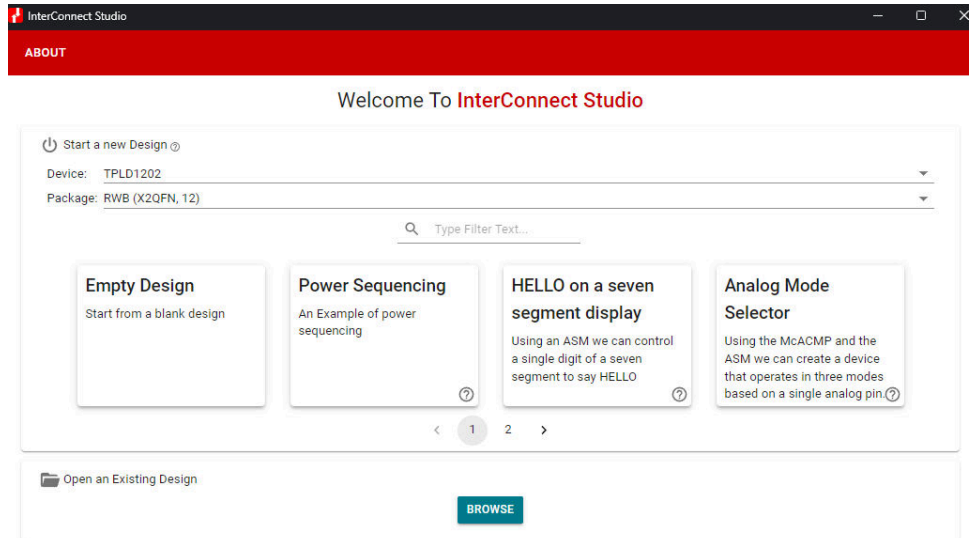 InterConnect Studio
ABOUT
Welcome To InterConnect Studio
Start a new Design
Device: TPLD1202
Package: RWB (X2QFN, 12)
Type Filter Text...
Empty Design
Start from a blank design
Power Sequencing
An Example of power
sequencing
HELLO on a seven
segment display
Using an ASM we can control
a single digit of a seven
segment to say HELLO
Analog Mode
Selector
Using the McACMP and the
ASM we can create a device
that operates in three modes
based on a single analog pin.
1 2
Open an Existing Design
BROWSE